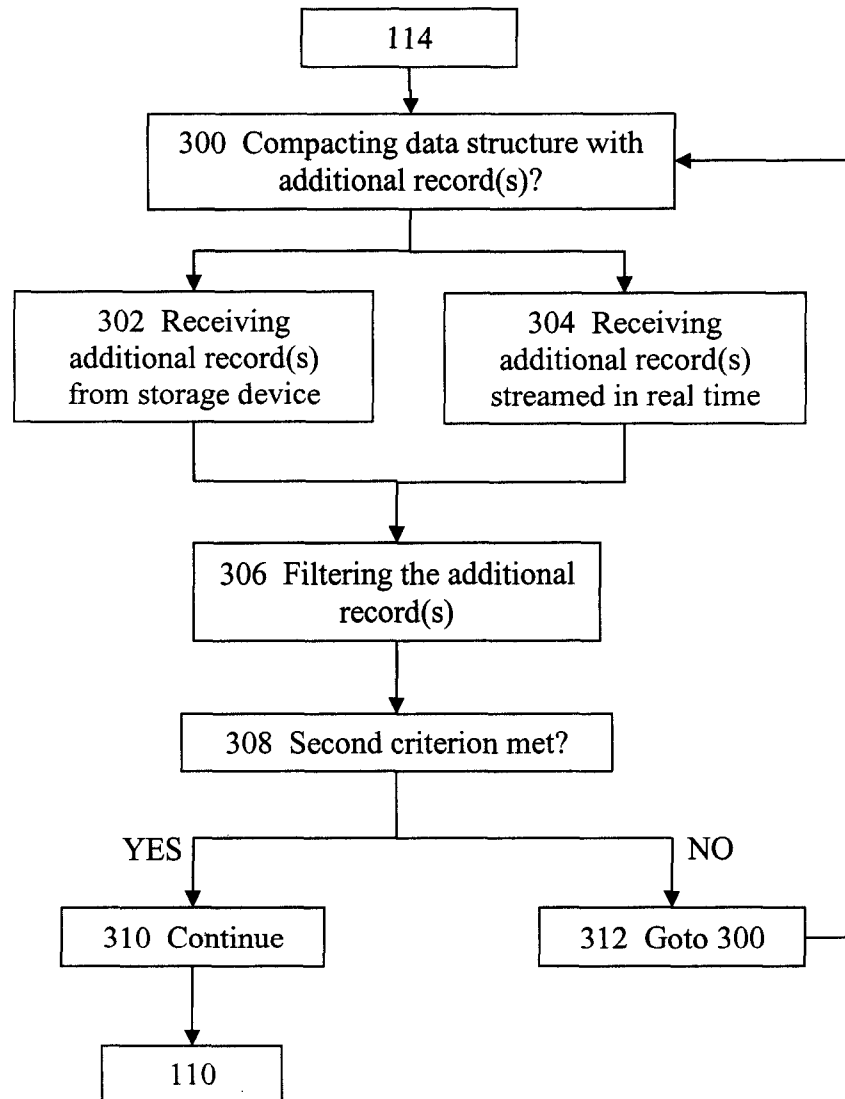 114
300 Compacting data structure with
additional record(s)?
302 Receiving
additional record(s)
from storage device
304 Receiving
additional record(s)
streamed in real time
306 Filtering the additional
record(s)
308 Second criterion met?
YES
NO
310 Continue
312 Goto 300
110